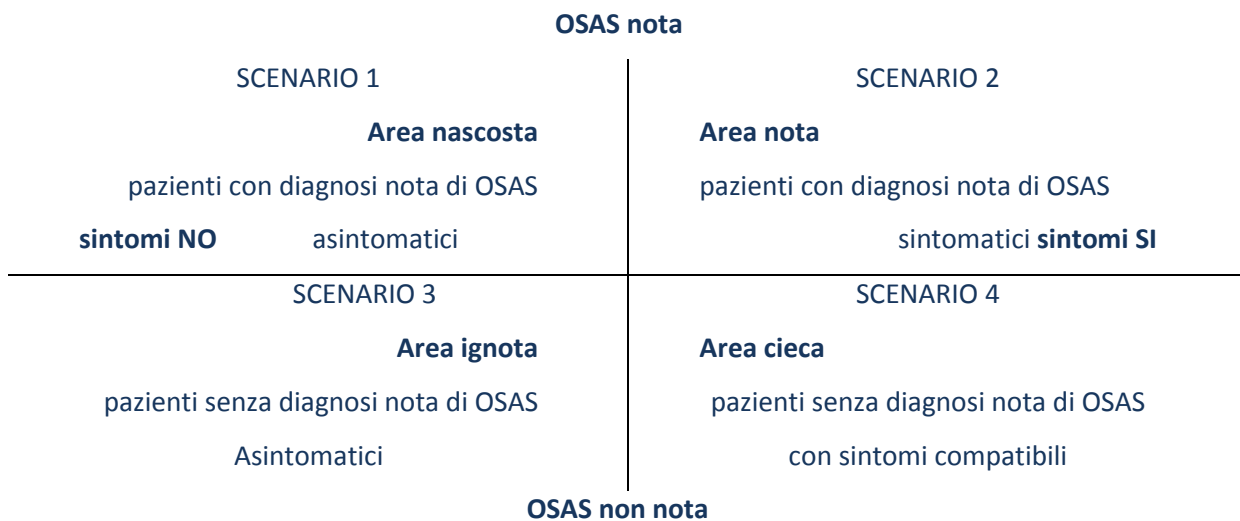 OSAS nota
SCENARIO 1
Area nascosta
pazienti con diagnosi nota di OSAS
sintomi NO asintomatici
SCENARIO 2
Area nota
pazienti con diagnosi nota di OSAS
sintomatici sintomi SI
SCENARIO 3
Area ignota
pazienti senza diagnosi nota di OSAS
Asintomatici
SCENARIO 4
Area cieca
pazienti senza diagnosi nota di OSAS
con sintomi compatibili
OSAS non nota